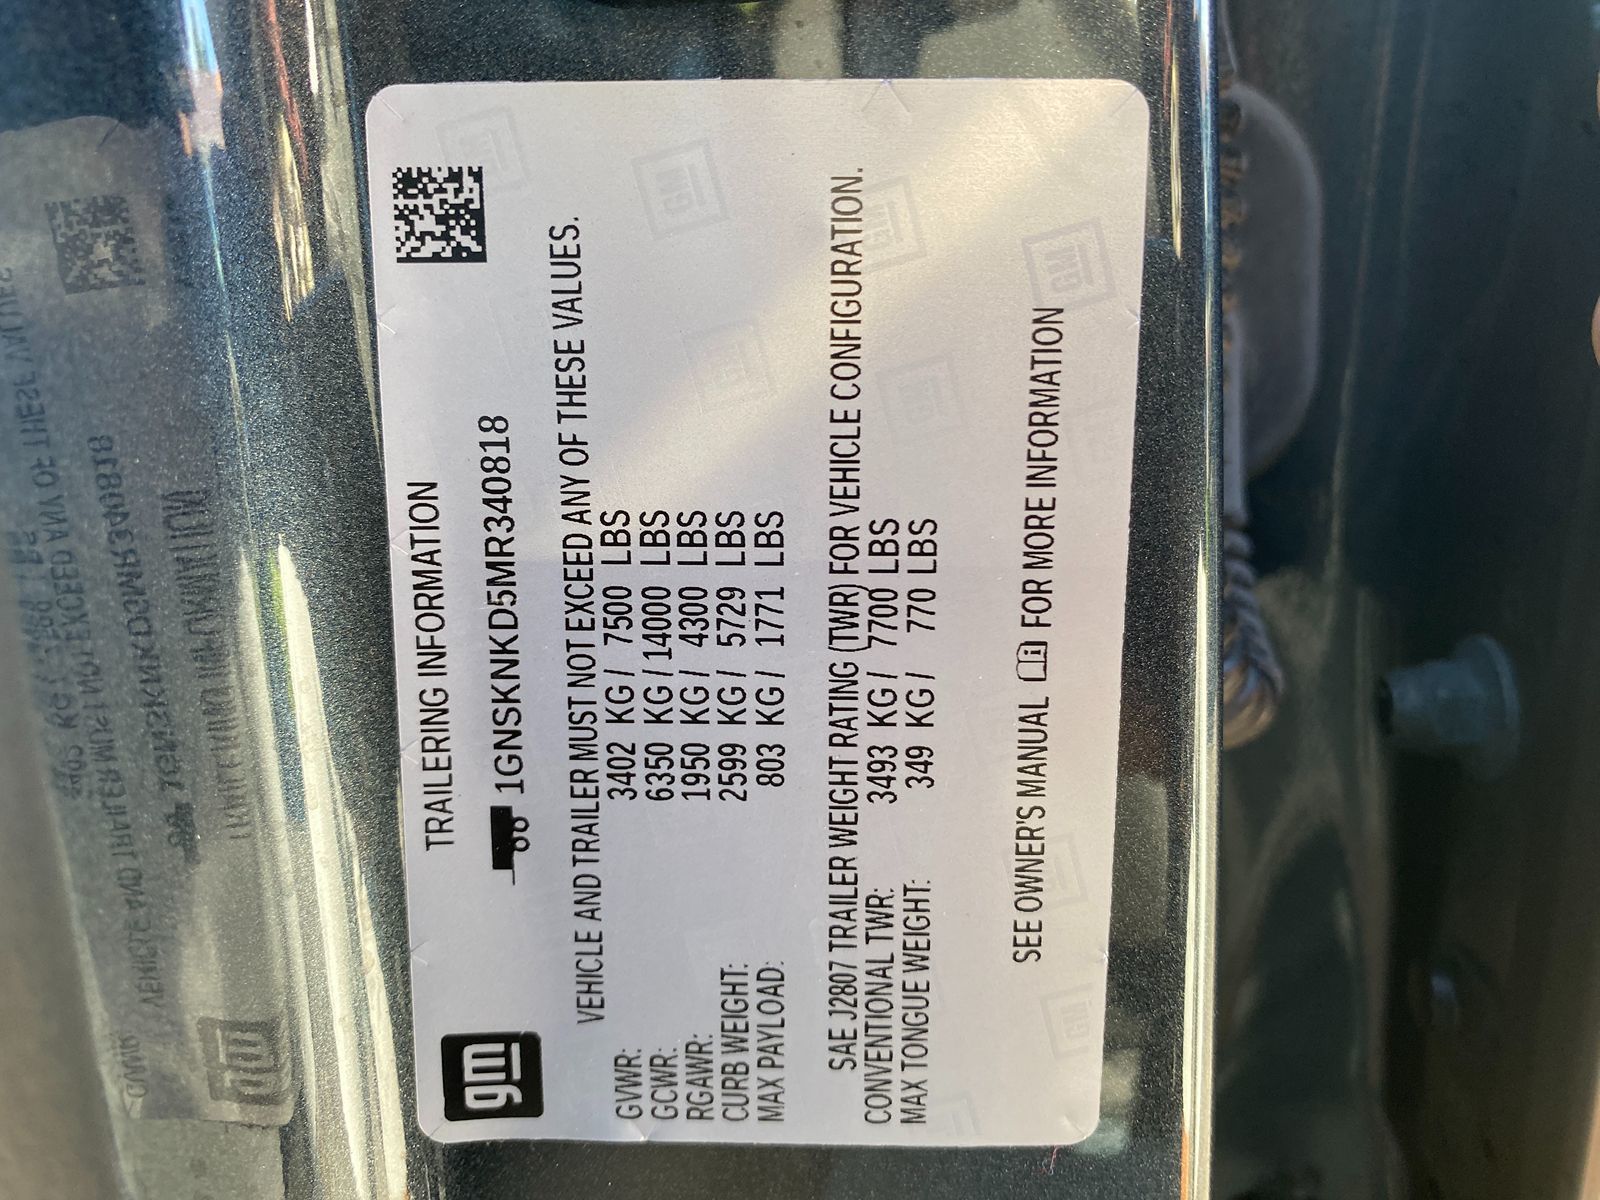 gm
TRAILERING INFORMATION
1GNSKNKD5MR340818
VEHICLE AND TRAILER MUST NOT EXCEED ANY OF THESE VALUES.
GVWR: 3402 KG / 7500 LBS
GCWR: 6350 KG / 14000 LBS
RGAWR: 1950 KG / 4300 LBS
CURB WEIGHT: 2599 KG / 5729 LBS
MAX PAYLOAD: 803 KG / 1771 LBS
SAE J2807 TRAILER WEIGHT RATING (TWR) FOR VEHICLE CONFIGURATION.
CONVENTIONAL TWR: 3493 KG / 7700 LBS
MAX TONGUE WEIGHT: 349 KG / 770 LBS
SEE OWNER'S MANUAL FOR MORE INFORMATION